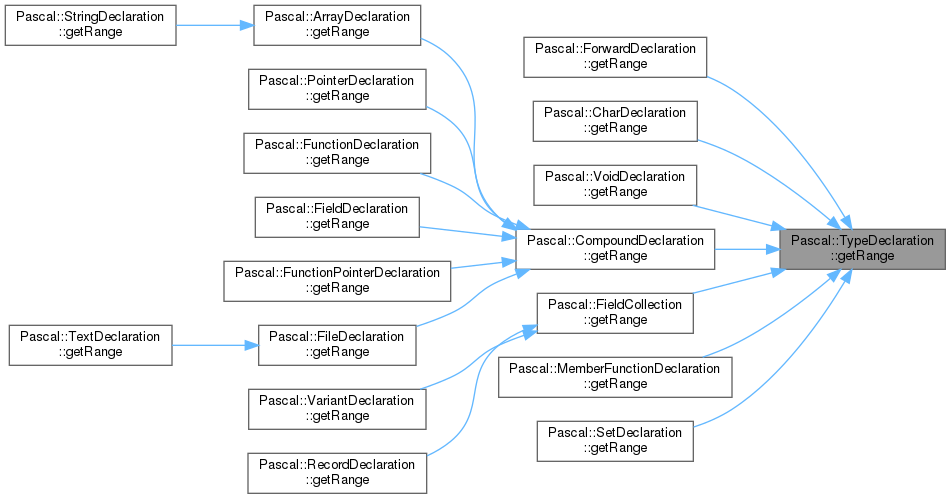 Pascal::StringDeclaration
::getRange
Pascal::ArrayDeclaration
::getRange
Pascal::PointerDeclaration
::getRange
Pascal::FunctionDeclaration
::getRange
Pascal::FieldDeclaration
::getRange
Pascal::FunctionPointerDeclaration
::getRange
Pascal::TextDeclaration
::getRange
Pascal::FileDeclaration
::getRange
Pascal::VariantDeclaration
::getRange
Pascal::RecordDeclaration
::getRange
Pascal::ForwardDeclaration
::getRange
Pascal::CharDeclaration
::getRange
Pascal::VoidDeclaration
::getRange
Pascal::CompoundDeclaration
::getRange
Pascal::FieldCollection
::getRange
Pascal::MemberFunctionDeclaration
::getRange
Pascal::SetDeclaration
::getRange
Pascal::TypeDeclaration
::getRange